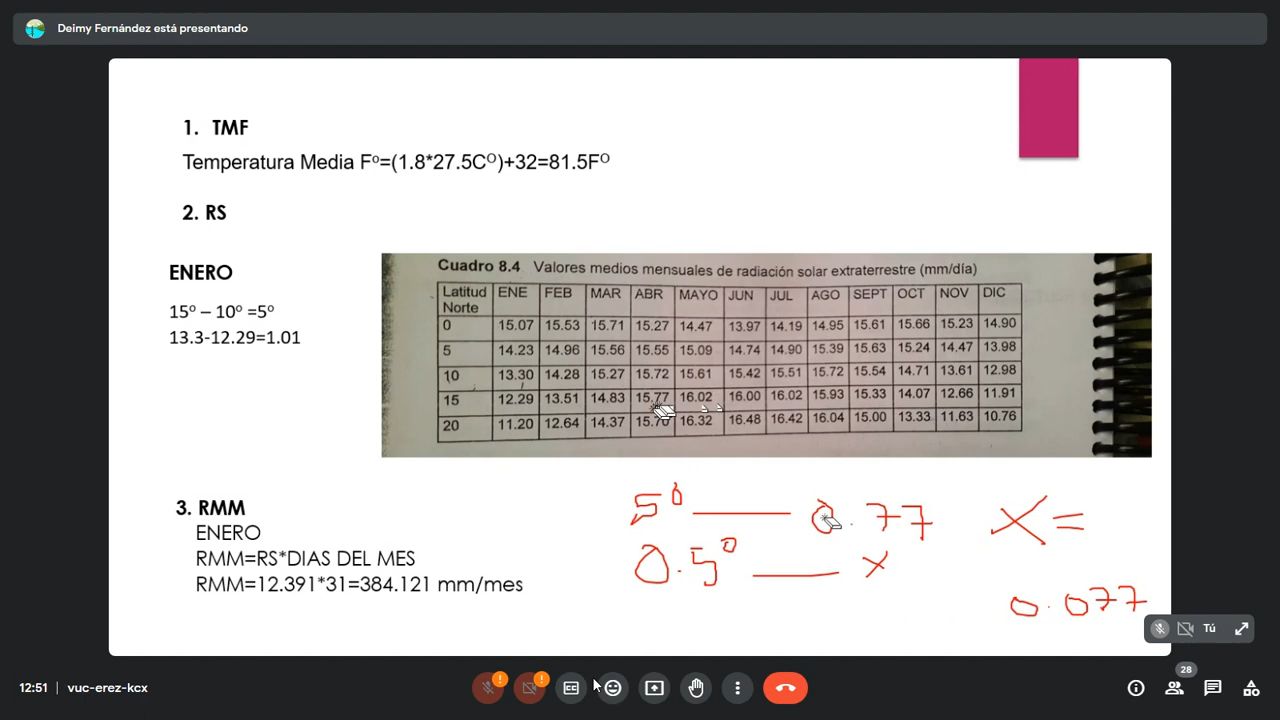 Deimy Fernández está presentando
1. TMF
Temperatura Media Fº=(1.8*27.5Cº)+32=81.5Fº
2. RS
ENERO
15º – 10º =5º
13.3-12.29=1.01
Cuadro 8.4 Valores medios mensuales de radiación solar extraterrestre (mm/día)
Latitud Norte ENE FEB MAR ABR MAYO JUN JUL AGO SEPT OCT NOV DIC
0 15.07 15.53 15.71 15.27 14.47 13.97 14.19 14.95 15.61 15.66 15.23 14.90
5 14.23 14.96 15.56 15.55 15.09 14.74 14.90 15.39 15.63 15.24 14.47 13.98
10 13.30 14.28 15.27 15.72 15.61 15.42 15.51 15.72 15.54 14.71 13.61 12.98
15 12.29 13.51 14.83 15.77 16.02 16.00 16.02 15.93 15.33 14.07 12.66 11.91
20 11.20 12.64 14.37 15.76 16.32 16.48 16.42 16.04 15.00 13.33 11.63 10.76
3. RMM
ENERO
RMM=RS*DIAS DEL MES
RMM=12.391*31=384.121 mm/mes
5º 0.77 X=
0.5º x
0.077
Tú
12:51 vuc-erez-kcx
28